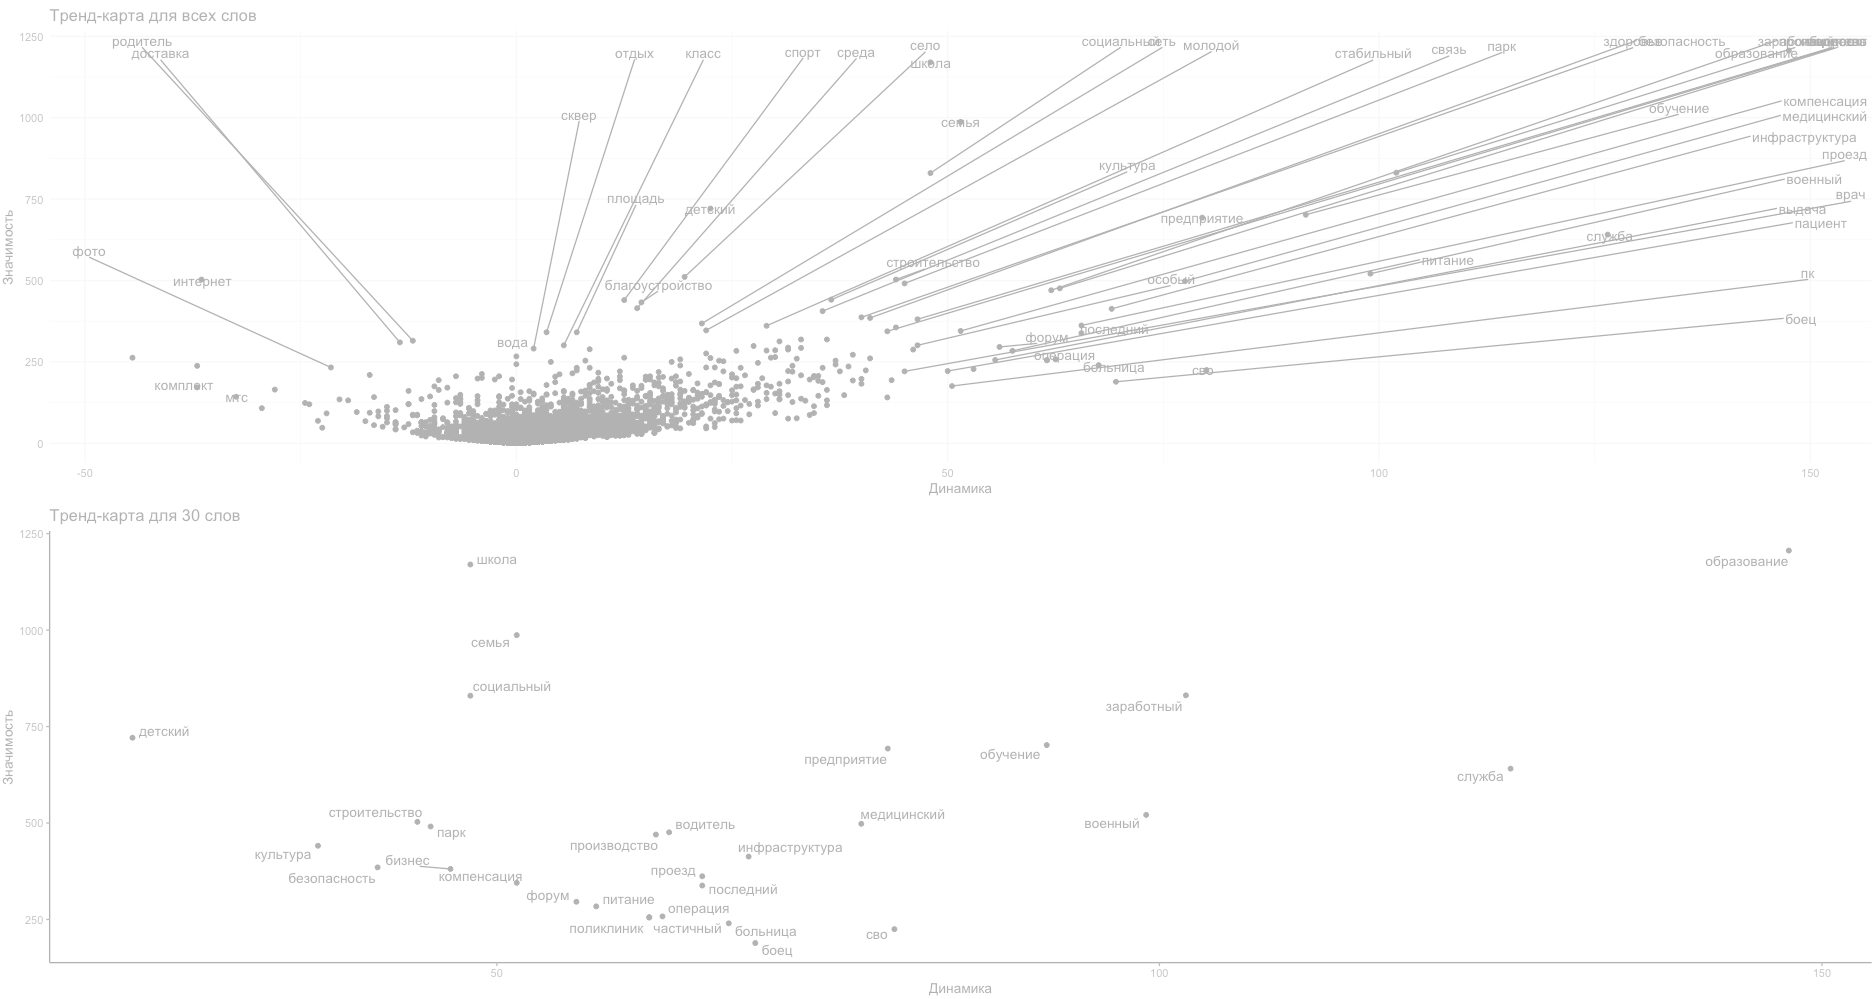 Тренд-карта для всех слов
1250
1000
750
500
250
0
Значимость
родитель
доставка
отдых
класс
спорт
среда
село
школа
социальный
сеть
молодой
стабильный
связь
парк
здоровье
безопасность
образование
сквер
семья
обучение
компенсация
медицинский
инфраструктура
культура
проезд
военный
площадь
детский
врач
выдача
предприятие
пациент
служба
фото
интернет
строительство
питание
благоустройство
особый
пк
боец
вода
последний
форум
операция
больница
сво
комплект
мтс
-50
0
50
100
150
Динамика
Тренд-карта для 30 слов
1250
1000
750
500
250
Значимость
школа
образование
семья
социальный
заработный
детский
предприятие
обучение
служба
строительство
парк
медицинский
военный
водитель
производство
культура
инфраструктура
бизнес
безопасность
компенсация
проезд
последний
форум
питание
операция
поликлиник
частичный
больница
сво
боец
50
100
150
Динамика